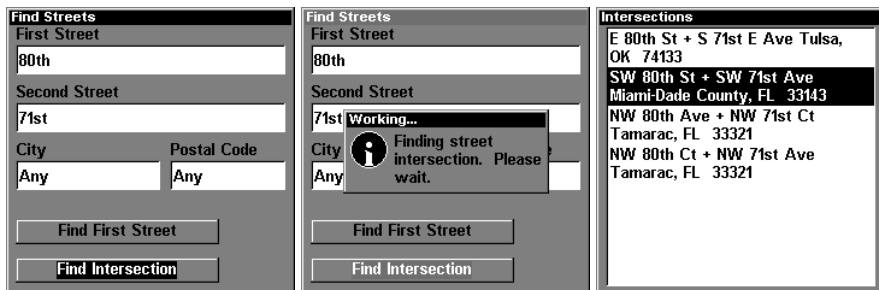 Find Streets
First Street
80th
Second Street
71st
City Postal Code
Any Any
Find First Street
Find Intersection
Find Streets
First Street
80th
Second Street
71st
Working...
Finding street
intersection. Please
wait.
City
Any
Find First Street
Find Intersection
Intersections
E 80th St + S 71st E Ave Tulsa,
OK 74133
SW 80th St + SW 71st Ave
Miami-Dade County, FL 33143
NW 80th Ave + NW 71st Ct
Tamarac, FL 33321
NW 80th Ct + NW 71st Ave
Tamarac, FL 33321